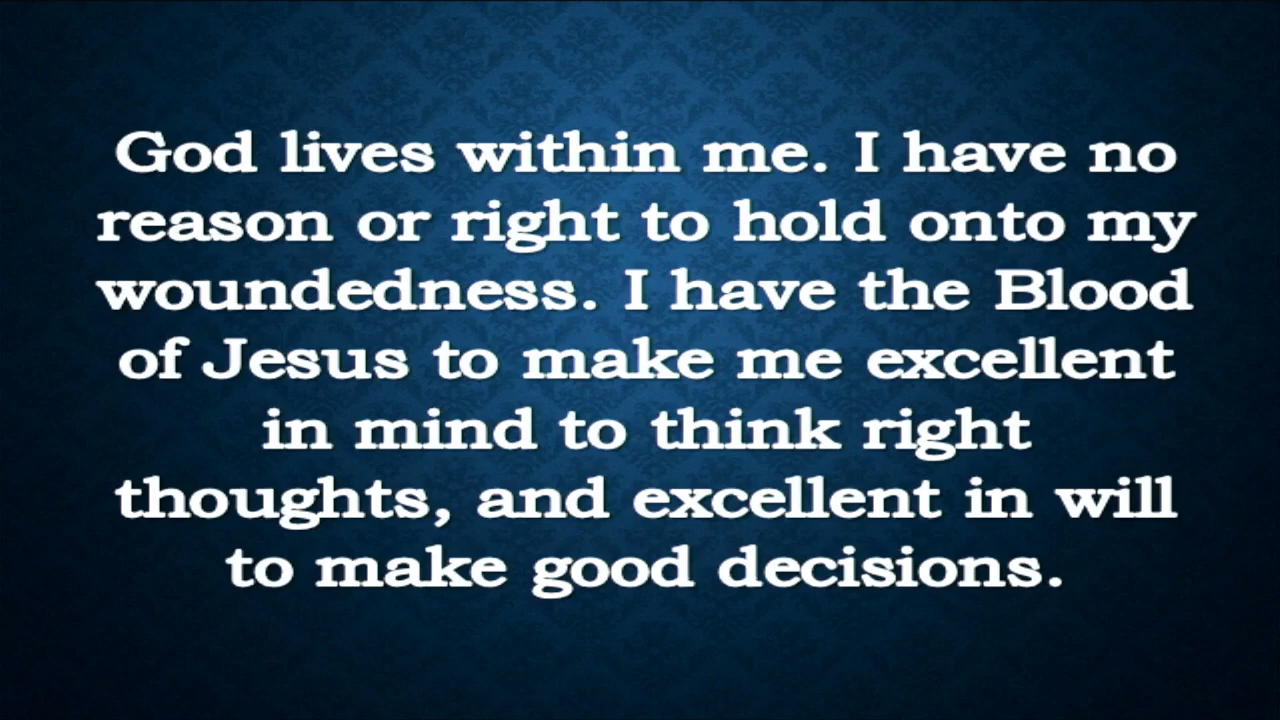 God lives within me. I have no
reason or right to hold onto my
woundedness. I have the Blood
of Jesus to make me excellent
in mind to think right
thoughts, and excellent in will
to make good decisions.